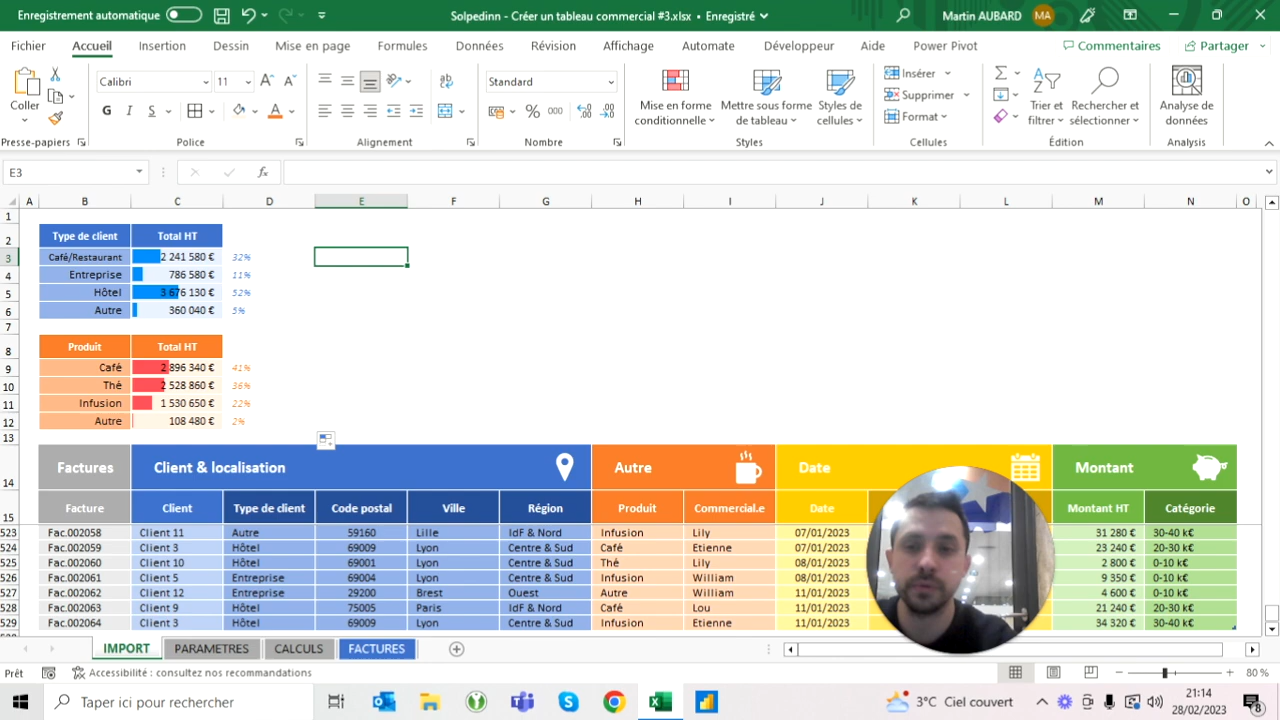 Enregistrement automatique
Solpedinn - Créer un tableau commercial #3.xlsx • Enregistré
Martin AUBARD MA
Fichier Accueil Insertion Dessin Mise en page Formules Données Révision Affichage Automate Développeur Aide Power Pivot Commentaires Partager
Coller
Presse-papiers
Calibri 11
G I S
Police
Alignement
Standard
% 000
Nombre
Mise en forme conditionnelle
Mettre sous forme de tableau
Styles de cellules
Styles
Insérer
Supprimer
Format
Cellules
Trier et filtrer
Rechercher et sélectionner
Édition
Analyse de données
Analysis
E3 fx
A B C D E F G H I J K L M N O
1
2 Type de client Total HT
3 Café/Restaurant 2 241 580 € 32%
4 Entreprise 786 580 € 11%
5 Hôtel 3 676 130 € 52%
6 Autre 360 040 € 5%
7
8 Produit Total HT
9 Café 2 896 340 € 41%
10 Thé 2 528 860 € 36%
11 Infusion 1 530 650 € 22%
12 Autre 108 480 € 2%
13
14 Factures Client & localisation Autre Date Montant
15 Facture Client Type de client Code postal Ville Région Produit Commercial.e Date Montant HT Catégorie
523 Fac.002058 Client 11 Autre 59160 Lille IdF & Nord Infusion Lily 07/01/2023 31 280 € 30-40 k€
524 Fac.002059 Client 3 Hôtel 69009 Lyon Centre & Sud Café Etienne 07/01/2023 23 240 € 20-30 k€
525 Fac.002060 Client 10 Hôtel 69001 Lyon Centre & Sud Thé Lily 08/01/2023 2 800 € 0-10 k€
526 Fac.002061 Client 5 Entreprise 69004 Lyon Centre & Sud Infusion William 08/01/2023 9 350 € 0-10 k€
527 Fac.002062 Client 12 Entreprise 29200 Brest Ouest Autre William 11/01/2023 4 600 € 0-10 k€
528 Fac.002063 Client 9 Hôtel 75005 Paris IdF & Nord Café Lou 11/01/2023 21 240 € 20-30 k€
529 Fac.002064 Client 3 Hôtel 69009 Lyon Centre & Sud Infusion Etienne 11/01/2023 34 320 € 30-40 k€
IMPORT PARAMETRES CALCULS FACTURES
Prêt Accessibilité : consultez nos recommandations 80 %
Taper ici pour rechercher 3°C Ciel couvert 21:14
28/02/2023 8